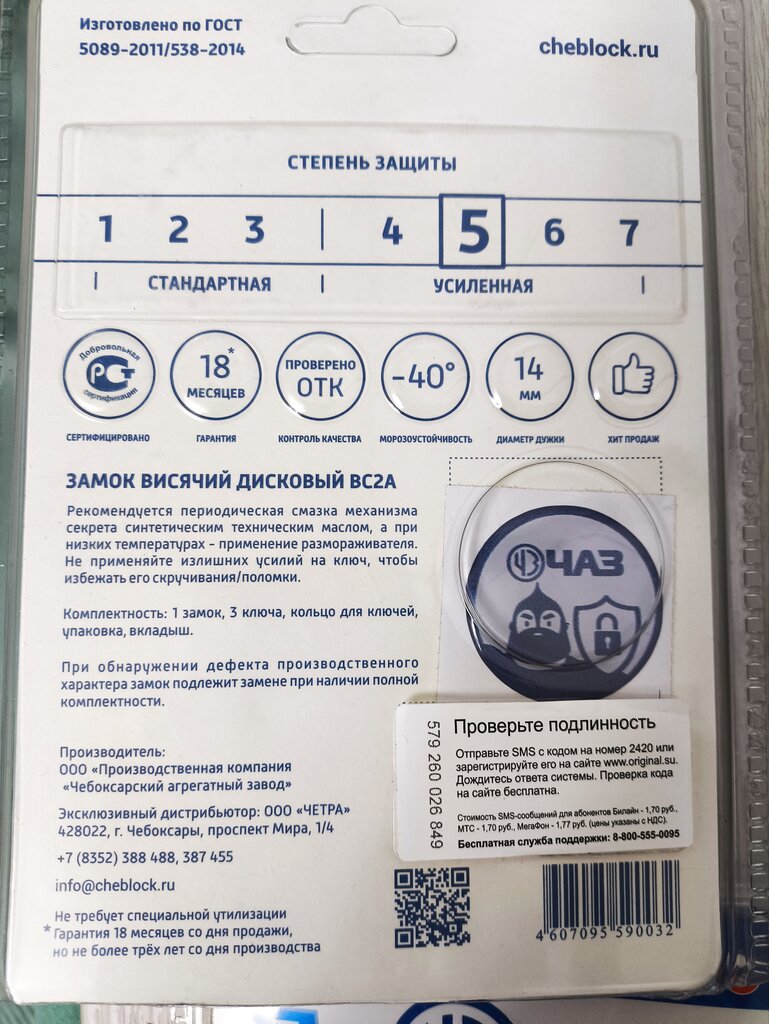 Изготовлено по ГОСТ
5089-2011/538-2014
cheblock.ru
СТЕПЕНЬ ЗАЩИТЫ
1 2 3 | 4 5 6 7
| СТАНДАРТНАЯ | УСИЛЕННАЯ |
Добровольная
РСТ
сертификация
18*
МЕСЯЦЕВ
ПРОВЕРЕНО
ОТК
-40°
14
мм
СЕРТИФИЦИРОВАНО
ГАРАНТИЯ
КОНТРОЛЬ КАЧЕСТВА
МОРОЗОУСТОЙЧИВОСТЬ
ДИАМЕТР ДУЖКИ
ХИТ ПРОДАЖ
ЗАМОК ВИСЯЧИЙ ДИСКОВЫЙ ВС2А
Рекомендуется периодическая смазка механизма
секрета синтетическим техническим маслом, а при
низких температурах - применение размораживателя.
Не применяйте излишних усилий на ключ, чтобы
избежать его скручивания/поломки.
Комплектность: 1 замок, 3 ключа, кольцо для ключей,
упаковка, вкладыш.
При обнаружении дефекта производственного
характера замок подлежит замене при наличии полной
комплектности.
ЧАЗ
Производитель:
ООО «Производственная компания
«Чебоксарский агрегатный завод»
Эксклюзивный дистрибьютор: ООО «ЧЕТРА»
428022, г. Чебоксары, проспект Мира, 1/4
+7 (8352) 388 488, 387 455
info@cheblock.ru
Не требует специальной утилизации
* Гарантия 18 месяцев со дня продажи,
но не более трёх лет со дня производства
579 260 026 849
Проверьте подлинность
Отправьте SMS с кодом на номер 2420 или
зарегистрируйте его на сайте www.original.su.
Дождитесь ответа системы. Проверка кода
на сайте бесплатна.
Стоимость SMS-сообщений для абонентов Билайн - 1,70 руб.,
МТС - 1,70 руб., МегаФон - 1,77 руб. (цены указаны с НДС).
Бесплатная служба поддержки: 8-800-555-0095
4 607095 590032